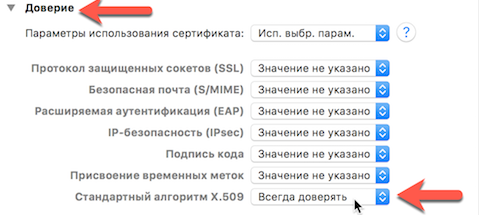 Доверие
Параметры использования сертификата: Исп. выбр. парам. ?
Протокол защищенных сокетов (SSL) Значение не указано
Безопасная почта (S/MIME) Значение не указано
Расширяемая аутентификация (EAP) Значение не указано
IP-безопасность (IPsec) Значение не указано
Подпись кода Значение не указано
Присвоение временных меток Значение не указано
Стандартный алгоритм X.509 Всегда доверять